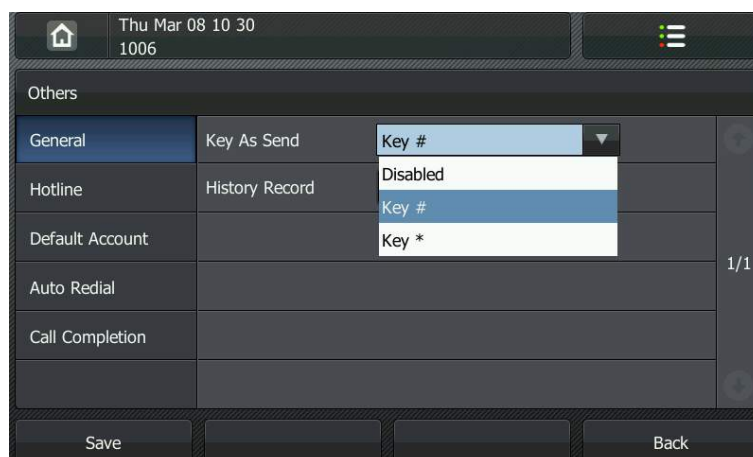 Thu Mar 08 10 30
1006
Others
General
Key As Send
Key #
Disabled
Hotline
History Record
Key #
Default Account
Key *
1/1
Auto Redial
Call Completion
Save
Back